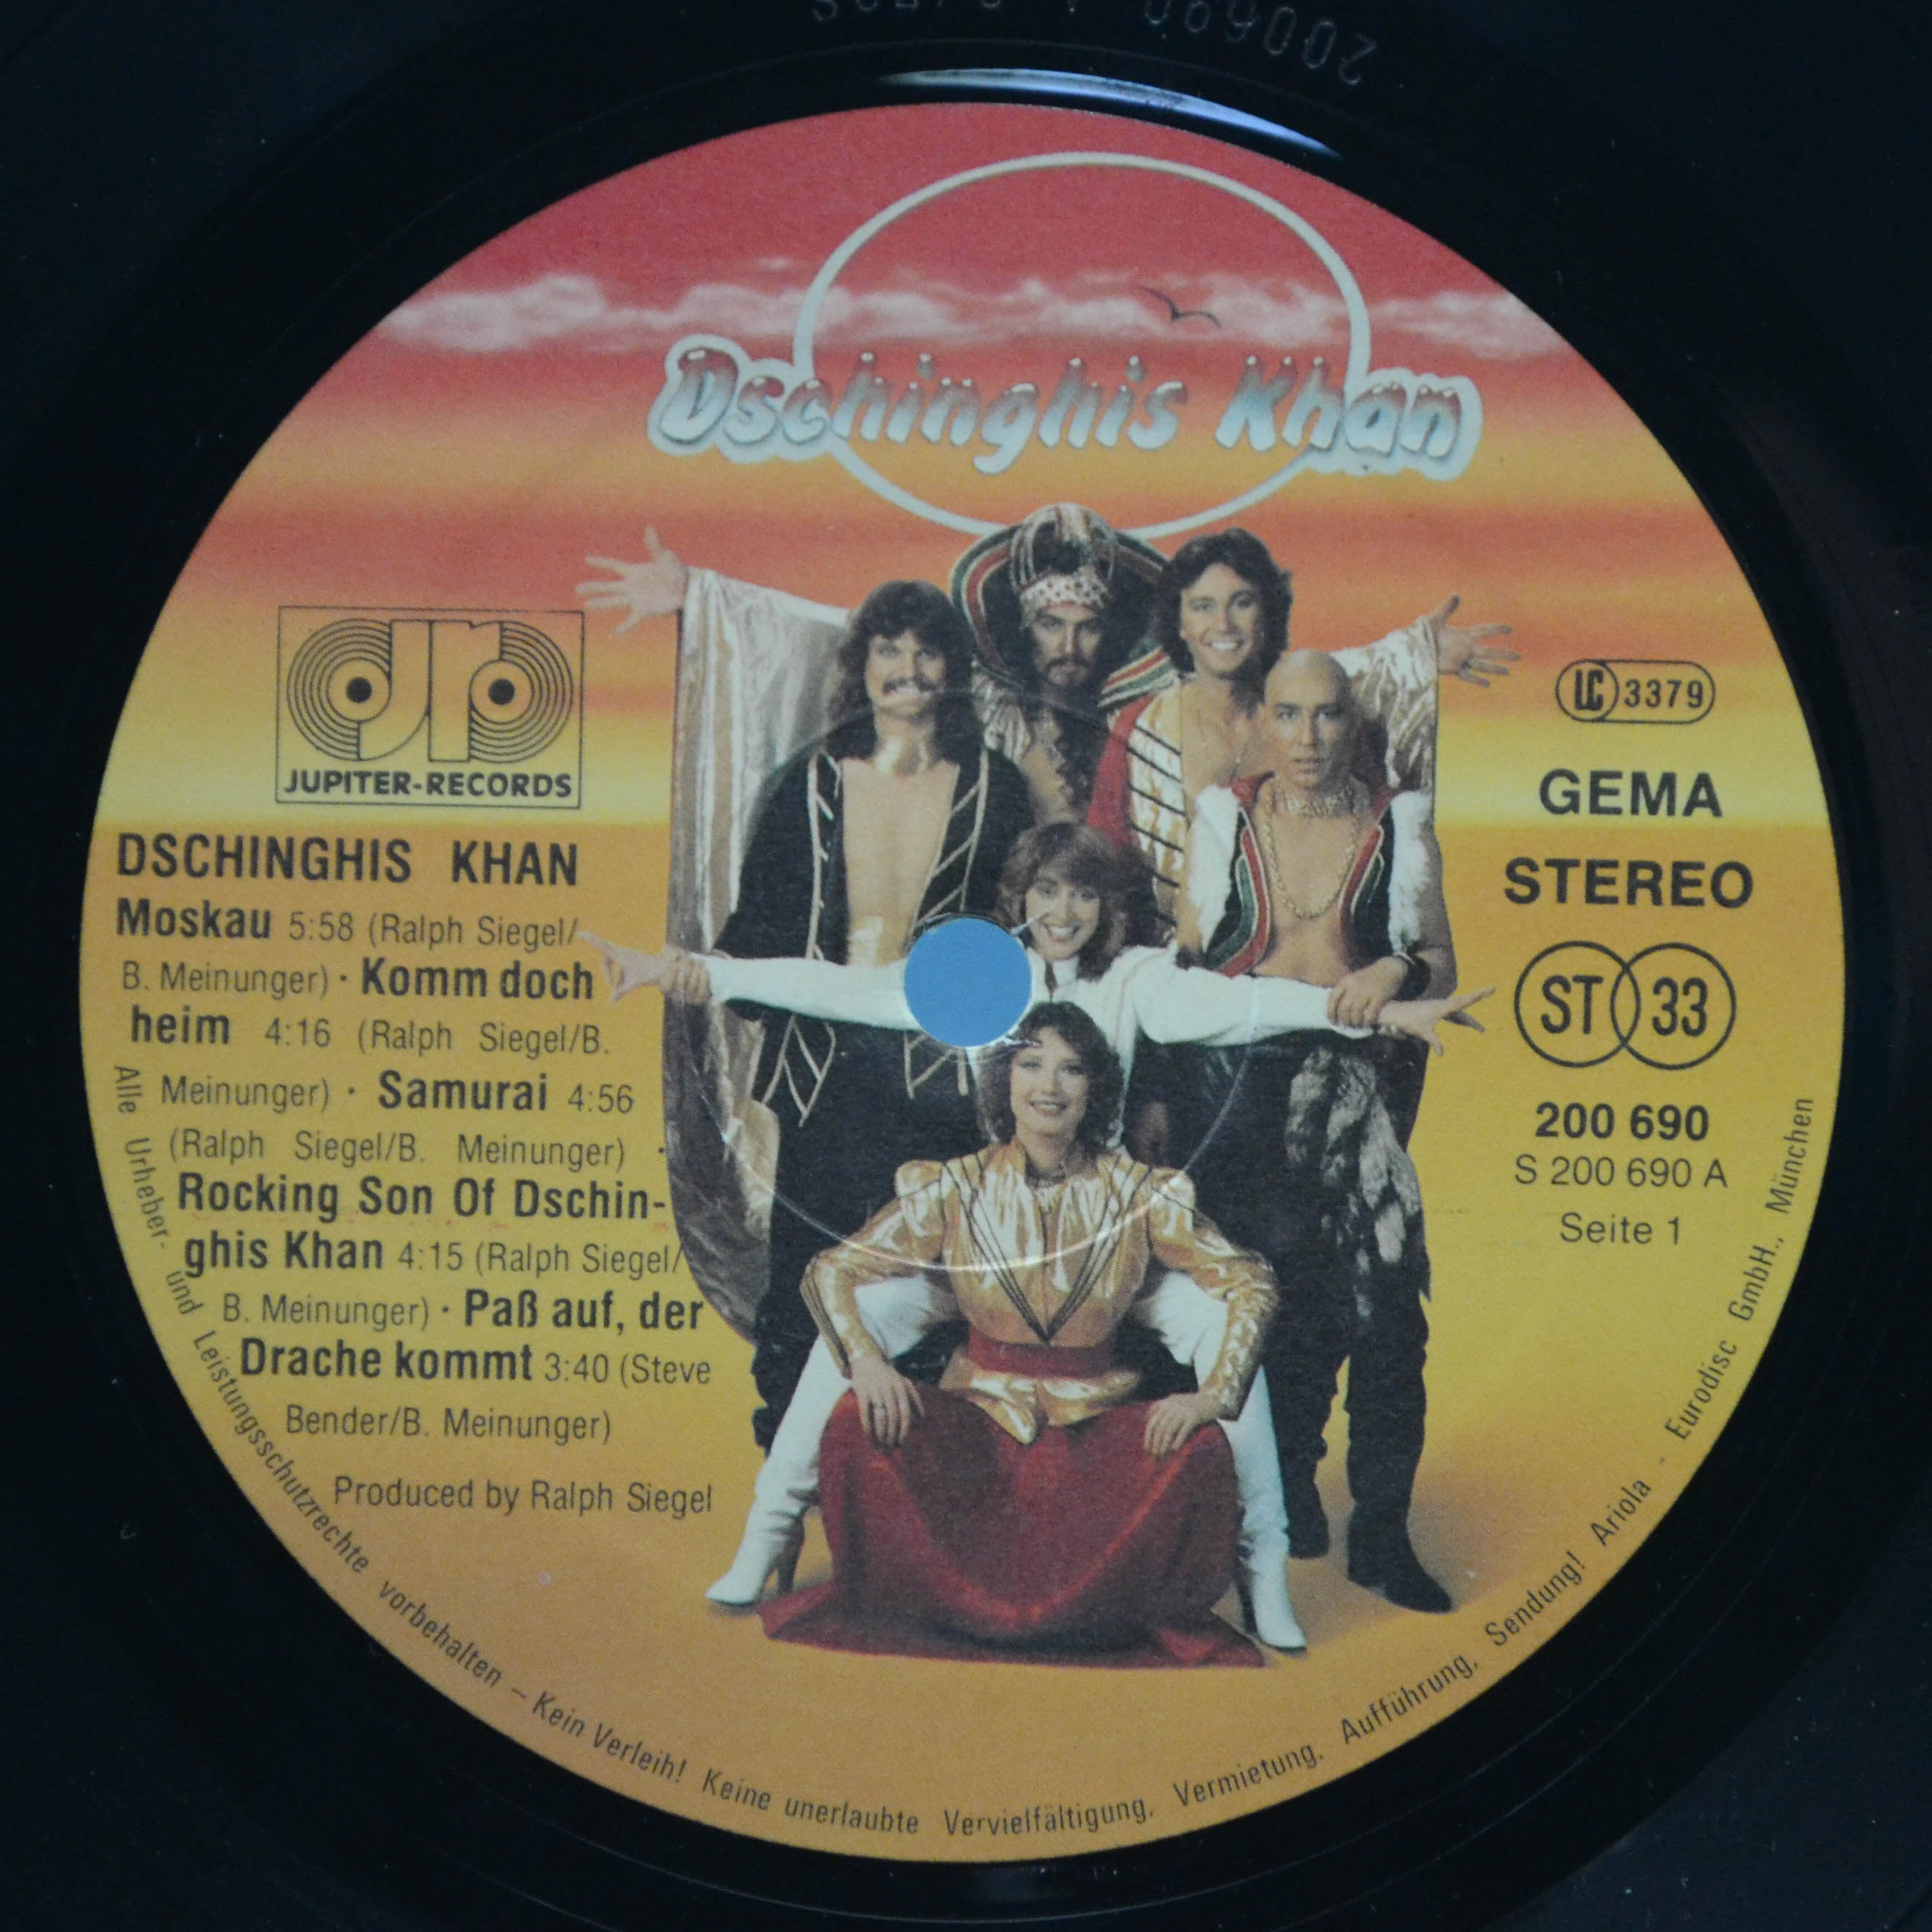 200690
Dschinghis Khan
jr
JUPITER-RECORDS
DSCHINGHIS KHAN
Moskau 5:58 (Ralph Siegel/
B. Meinunger) · Komm doch
heim 4:16 (Ralph Siegel/B.
Meinunger) · Samurai 4:56
(Ralph Siegel/B. Meinunger) ·
Rocking Son Of Dschin-
ghis Khan 4:15 (Ralph Siegel/
B. Meinunger) · Paß auf, der
Drache kommt 3:40 (Steve
Bender/B. Meinunger)
Produced by Ralph Siegel
LC 3379
GEMA
STEREO
ST 33
200 690
S 200 690 A
Seite 1
Alle Urheber- und Leistungsschutzrechte vorbehalten – Kein Verleih! Keine unerlaubte Vervielfältigung, Vermietung, Aufführung, Sendung! Ariola - Eurodisc GmbH., München